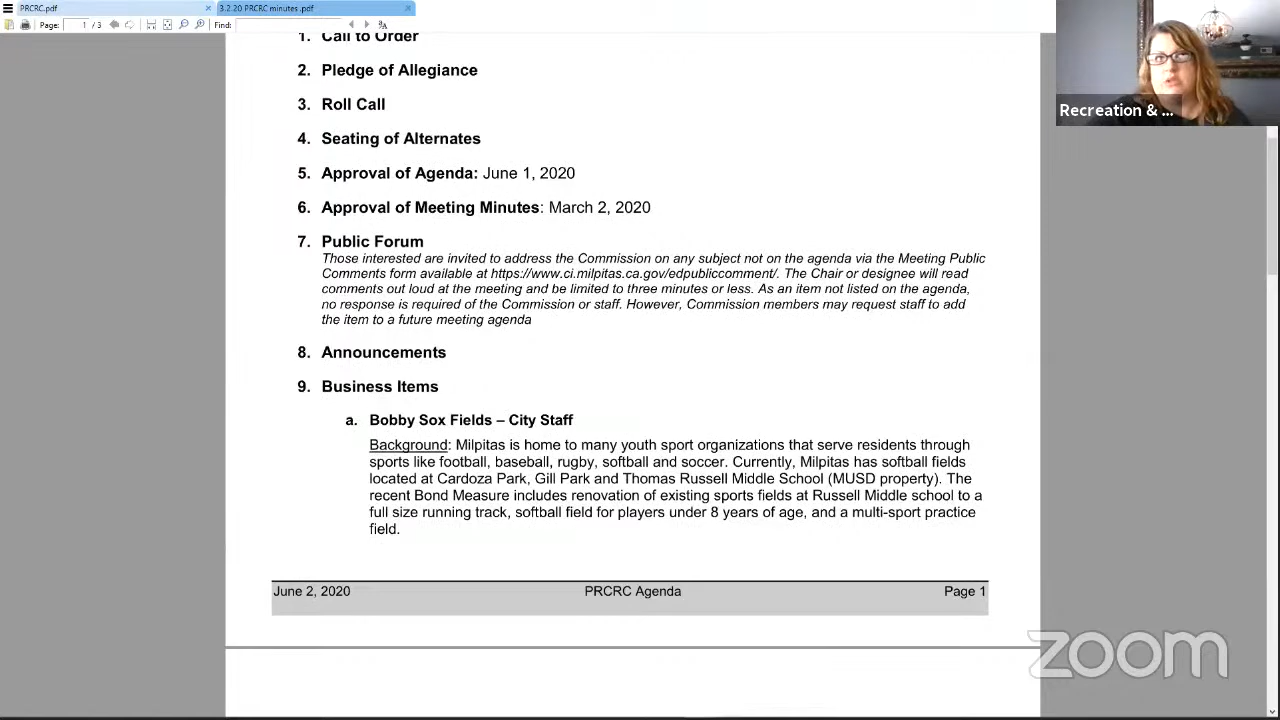 PRCRC.pdf
3.2.20 PRCRC minutes .pdf
Page: 1 / 3
Find:
Recreation & ...
1. Call to Order
2. Pledge of Allegiance
3. Roll Call
4. Seating of Alternates
5. Approval of Agenda: June 1, 2020
6. Approval of Meeting Minutes: March 2, 2020
7. Public Forum
Those interested are invited to address the Commission on any subject not on the agenda via the Meeting Public
Comments form available at https://www.ci.milpitas.ca.gov/edpubliccomment/. The Chair or designee will read
comments out loud at the meeting and be limited to three minutes or less. As an item not listed on the agenda,
no response is required of the Commission or staff. However, Commission members may request staff to add
the item to a future meeting agenda
8. Announcements
9. Business Items
a. Bobby Sox Fields – City Staff
Background: Milpitas is home to many youth sport organizations that serve residents through
sports like football, baseball, rugby, softball and soccer. Currently, Milpitas has softball fields
located at Cardoza Park, Gill Park and Thomas Russell Middle School (MUSD property). The
recent Bond Measure includes renovation of existing sports fields at Russell Middle school to a
full size running track, softball field for players under 8 years of age, and a multi-sport practice
field.
June 2, 2020 PRCRC Agenda Page 1
zoom